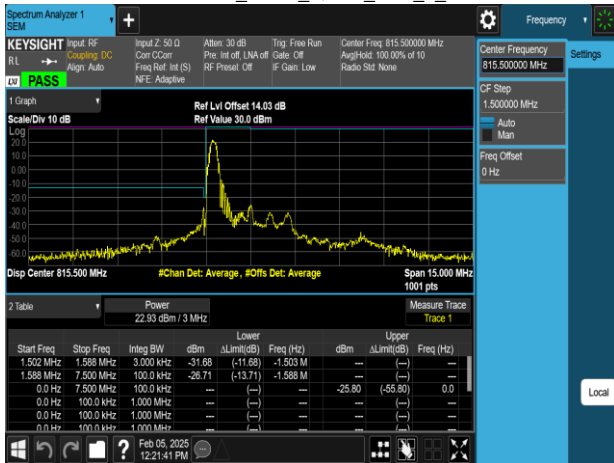 Spectrum Analyzer 1
SEM
+
Frequency
KEYSIGHT
RL
LXI
PASS
Input: RF
Coupling: DC
Align: Auto
Input Z: 50 Ω
Corr CCorr
Freq Ref: Int (S)
NFE: Adaptive
Atten: 30 dB
Pre: Int off, LNA off
RF Preset: Off
Trig: Free Run
Gate: Off
IF Gain: Low
Center Freq: 815.500000 MHz
Avg|Hold: 100.00% of 10
Radio Std: None
Center Frequency
815.500000 MHz
Settings
CF Step
1.500000 MHz
Auto
Man
Freq Offset
0 Hz
1 Graph
Scale/Div 10 dB
Ref Lvl Offset 14.03 dB
Ref Value 30.0 dBm
Log
20.0
10.0
0.00
-10.0
-20.0
-30.0
-40.0
-50.0
-60.0
Disp Center 815.500 MHz
#Chan Det: Average, #Offs Det: Average
Span 15.000 MHz
1001 pts
2 Table
Power
22.93 dBm / 3 MHz
Measure Trace
Trace 1
Lower Upper
Start Freq Stop Freq Integ BW dBm ΔLimit(dB) Freq (Hz) dBm ΔLimit(dB) Freq (Hz)
1.502 MHz 1.588 MHz 3.000 kHz -31.68 (-11.68) -1.503 M --- (---) ---
1.588 MHz 7.500 MHz 100.0 kHz -26.71 (-13.71) -1.588 M --- (---) ---
0.0 Hz 7.500 MHz 100.0 kHz --- (---) --- -25.80 (-55.80) 0.0
0.0 Hz 100.0 kHz 1.000 MHz --- (---) --- --- (---) ---
0.0 Hz 100.0 kHz 1.000 MHz --- (---) --- --- (---) ---
0.0 Hz 100.0 kHz 1.000 MHz --- (---) --- --- (---) ---
Local
?
Feb 05, 2025
12:21:41 PM